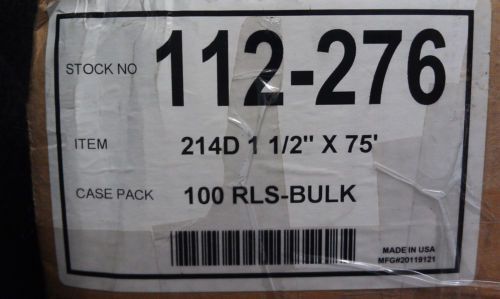 STOCK NO 112-276
ITEM 214D 1 1/2" X 75'
CASE PACK 100 RLS-BULK
MADE IN USA
MFG#20119121